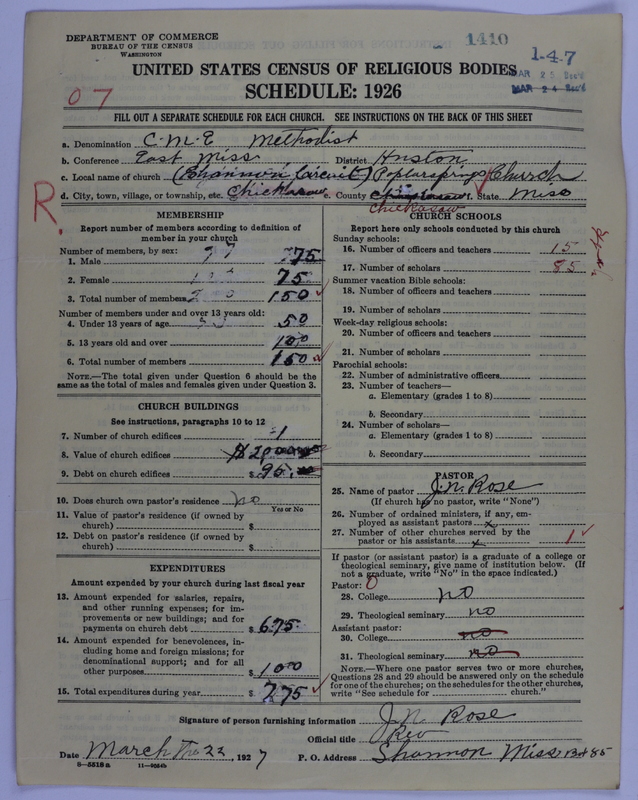 DEPARTMENT OF COMMERCE
BUREAU OF THE CENSUS
WASHINGTON
1410
1-4-7
MAR 25 Rec'd
MAR 24 Rec'd
UNITED STATES CENSUS OF RELIGIOUS BODIES
SCHEDULE: 1926
07
FILL OUT A SEPARATE SCHEDULE FOR EACH CHURCH. SEE INSTRUCTIONS ON THE BACK OF THIS SHEET
a. Denomination C.M.E Methodist
b. Conference East Miss District Huston
c. Local name of church (Shannon Circuit) Poplarsprings Church
d. City, town, village, or township, etc. Chickasaw e. County Chickasaw f. State Miss
Chickasaw
R.
MEMBERSHIP
Report number of members according to definition of
member in your church
Number of members, by sex:
1. Male 75
2. Female 75
3. Total number of members 150
Number of members under and over 13 years old:
4. Under 13 years of age 50
5. 13 years old and over 100
6. Total number of members 150
NOTE.—The total given under Question 6 should be the
same as the total of males and females given under Question 3.
CHURCH BUILDINGS
See instructions, paragraphs 10 to 12
7. Number of church edifices 1
8. Value of church edifices $ 2000
9. Debt on church edifices $ 95.
10. Does church own pastor's residence? no
Yes or No
11. Value of pastor's residence (if owned by
church) $
12. Debt on pastor's residence (if owned by
church) $
EXPENDITURES
Amount expended by your church during last fiscal year
13. Amount expended for salaries, repairs,
and other running expenses; for im-
provements or new buildings; and for
payments on church debt $ 675
14. Amount expended for benevolences, in-
cluding home and foreign missions; for
denominational support; and for all
other purposes $ 100
15. Total expenditures during year $ 775
CHURCH SCHOOLS
Report here only schools conducted by this church
Sunday schools:
16. Number of officers and teachers 15
17. Number of scholars 85
Summer vacation Bible schools:
18. Number of officers and teachers
19. Number of scholars
Week-day religious schools:
20. Number of officers and teachers
21. Number of scholars
Parochial schools:
22. Number of administrative officers
23. Number of teachers—
a. Elementary (grades 1 to 8)
b. Secondary
24. Number of scholars—
a. Elementary (grades 1 to 8)
b. Secondary
PASTOR
25. Name of pastor J.N. Rose
(If church has no pastor, write "None")
26. Number of ordained ministers, if any, em-
ployed as assistant pastors x
27. Number of other churches served by the
pastor or his assistants x 1
If pastor (or assistant pastor) is a graduate of a college or
theological seminary, give name of institution below. (If
not a graduate, write "No" in the space indicated.)
Pastor: 0
28. College no
29. Theological seminary no
Assistant pastor:
30. College no
31. Theological seminary no
NOTE.—Where one pastor serves two or more churches,
Questions 28 and 29 should be answered only on the schedule
for one of the churches; on the schedules for the other churches,
write "See schedule for church."
Signature of person furnishing information J.N. Rose
Official title Rev
Date March the 22, 1927 P. O. Address Shannon Miss Bx 85
8—5518a 11—9264b